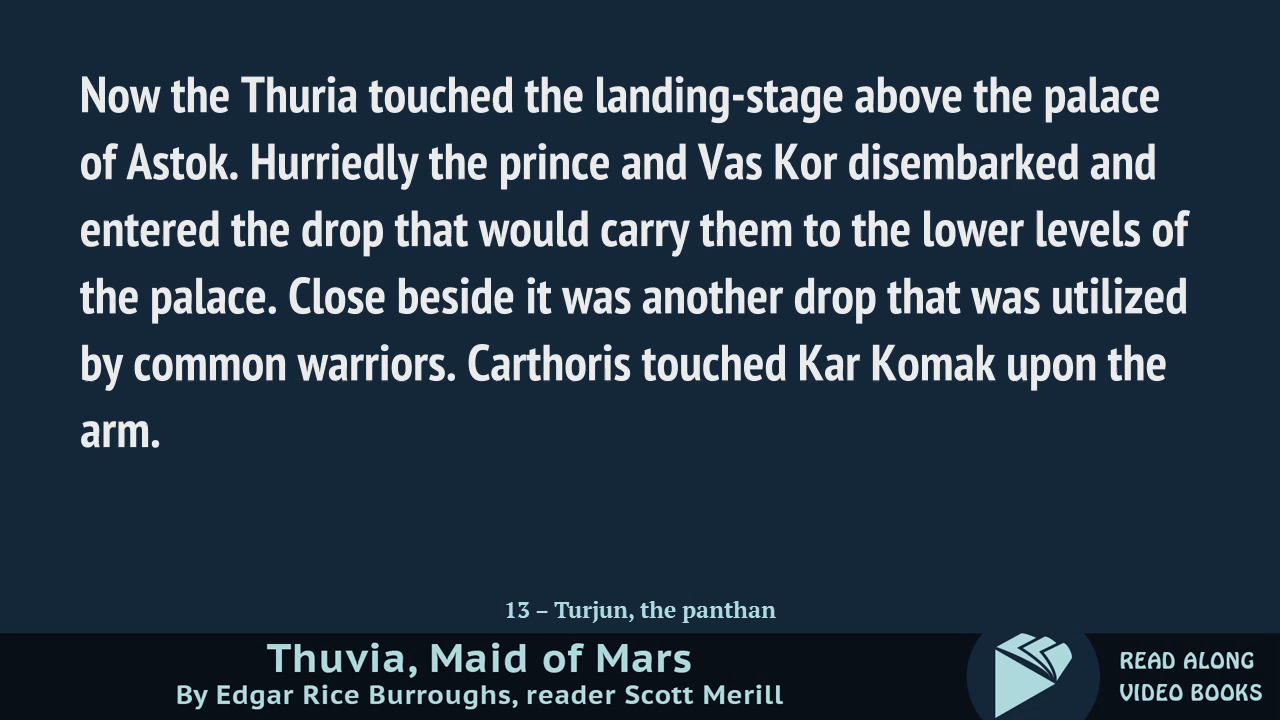 Now the Thuria touched the landing-stage above the palace
of Astok. Hurriedly the prince and Vas Kor disembarked and
entered the drop that would carry them to the lower levels of
the palace. Close beside it was another drop that was utilized
by common warriors. Carthoris touched Kar Komak upon the
arm.
13 – Turjun, the panthan
Thuvia, Maid of Mars
By Edgar Rice Burroughs, reader Scott Merill
READ ALONG
VIDEO BOOKS